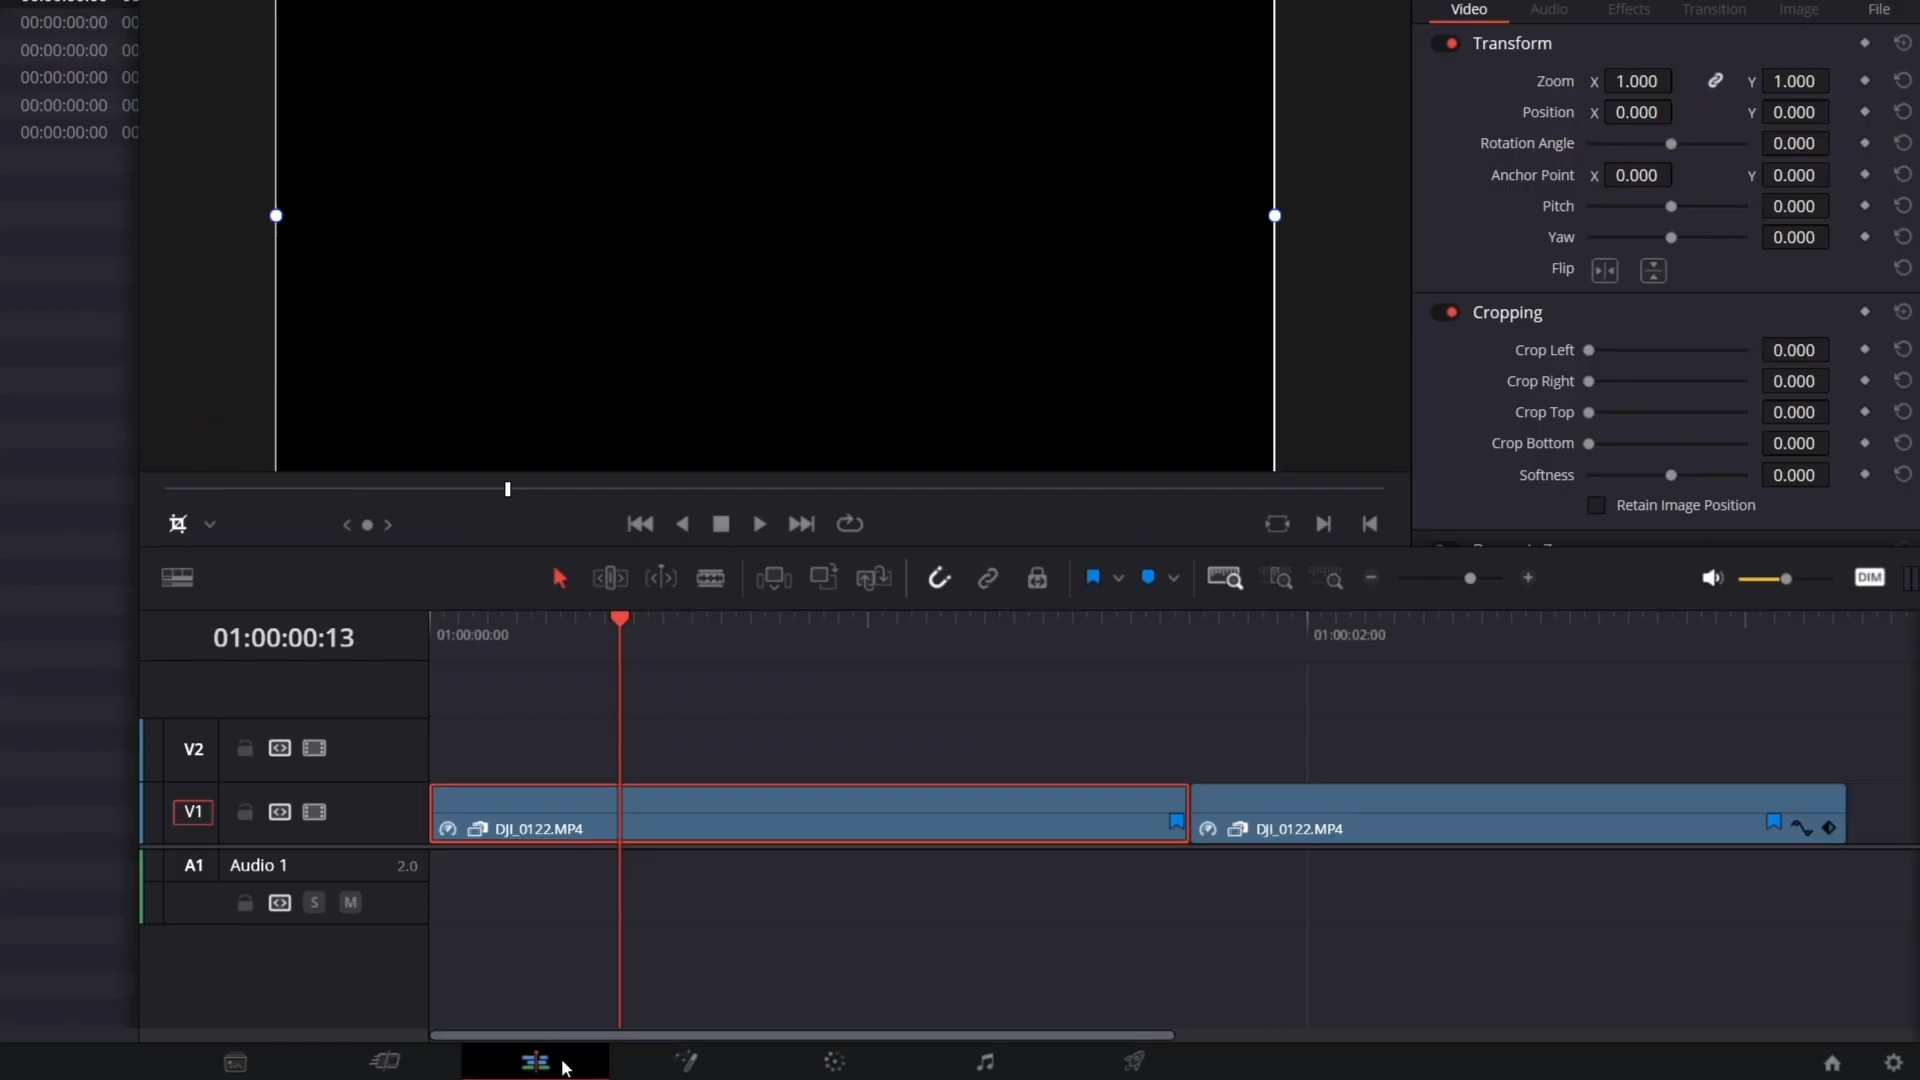 00:00:00:00 00
00:00:00:00 00
00:00:00:00 00
00:00:00:00 00
00:00:00:00 00
Video Audio Effects Transition Image File
Transform
Zoom X 1.000 Y 1.000
Position X 0.000 Y 0.000
Rotation Angle 0.000
Anchor Point X 0.000 Y 0.000
Pitch 0.000
Yaw 0.000
Flip
Cropping
Crop Left 0.000
Crop Right 0.000
Crop Top 0.000
Crop Bottom 0.000
Softness 0.000
Retain Image Position
DIM
01:00:00:13
01:00:00:00 01:00:02:00
V2
V1
DJI_0122.MP4 DJI_0122.MP4
A1 Audio 1 2.0
S M